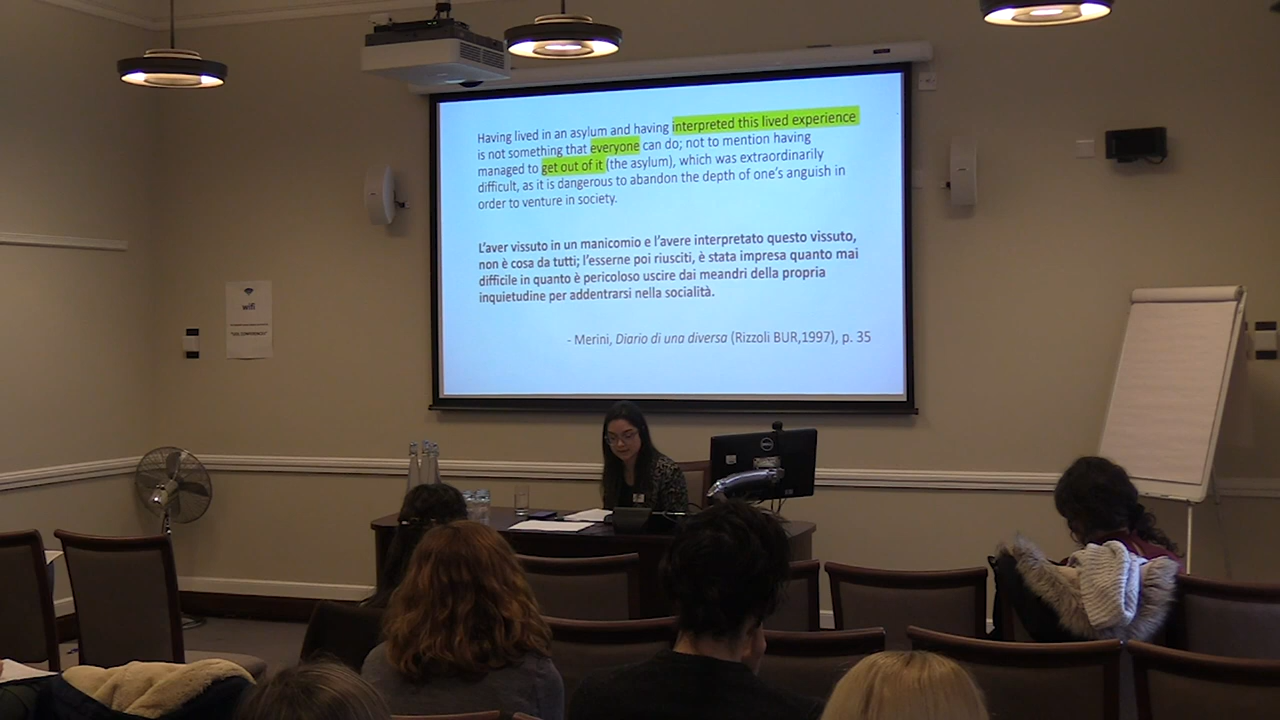 Having lived in an asylum and having interpreted this lived experience
is not something that everyone can do; not to mention having
managed to get out of it (the asylum), which was extraordinarily
difficult, as it is dangerous to abandon the depth of one's anguish in
order to venture in society.
L'aver vissuto in un manicomio e l'avere interpretato questo vissuto,
non è cosa da tutti; l'esserne poi riusciti, è stata impresa quanto mai
difficile in quanto è pericoloso uscire dai meandri della propria
inquietudine per addentrarsi nella socialità.
- Merini, Diario di una diversa (Rizzoli BUR,1997), p. 35
wifi
DELL